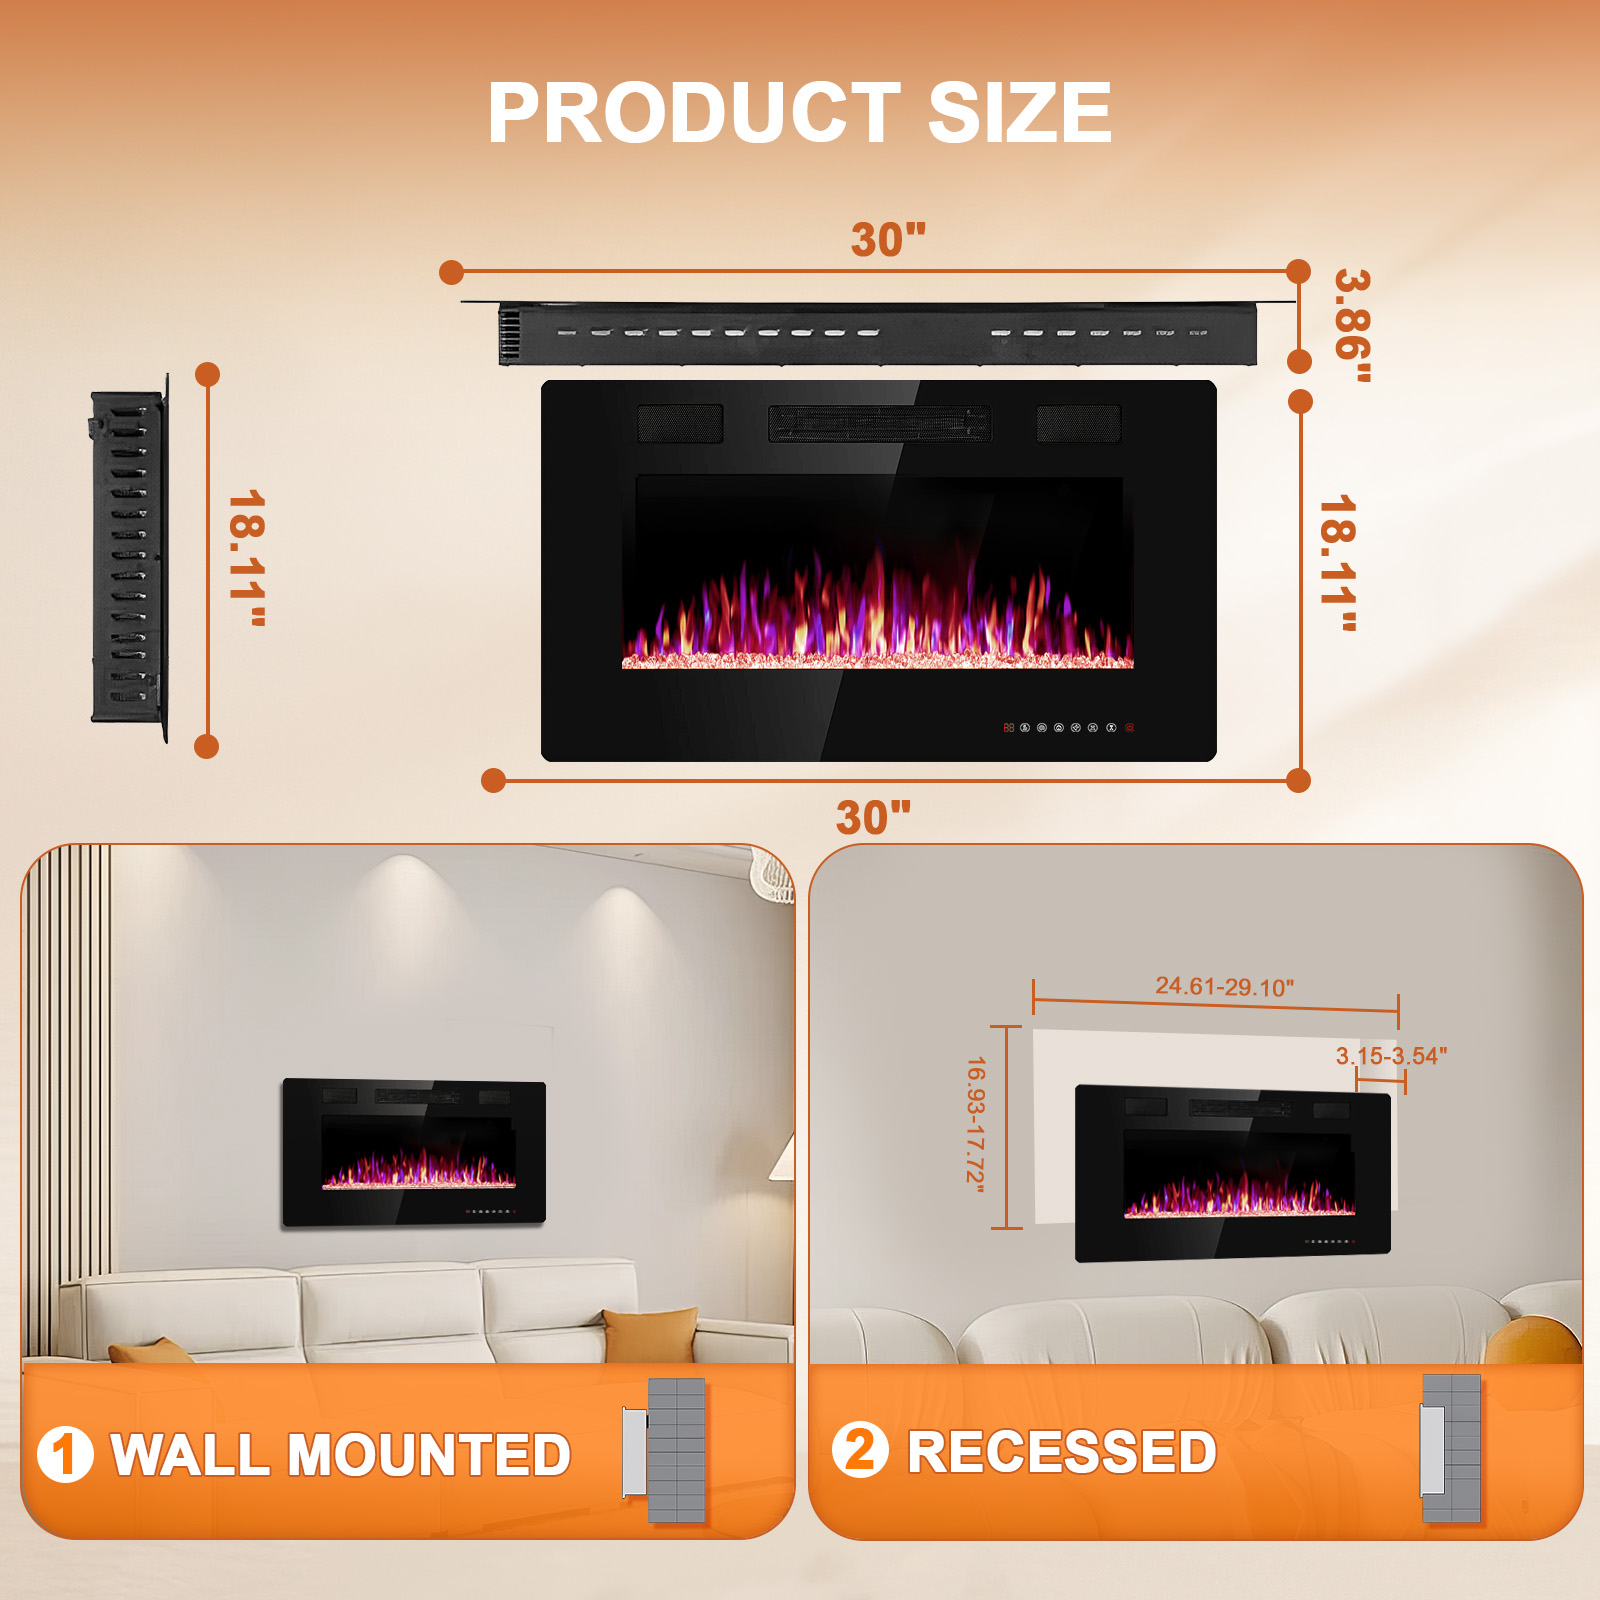 PRODUCT SIZE
30"
3.86"
18.11"
18.11"
30"
24.61-29.10"
3.15-3.54"
16.93-17.72"
1 WALL MOUNTED
2 RECESSED